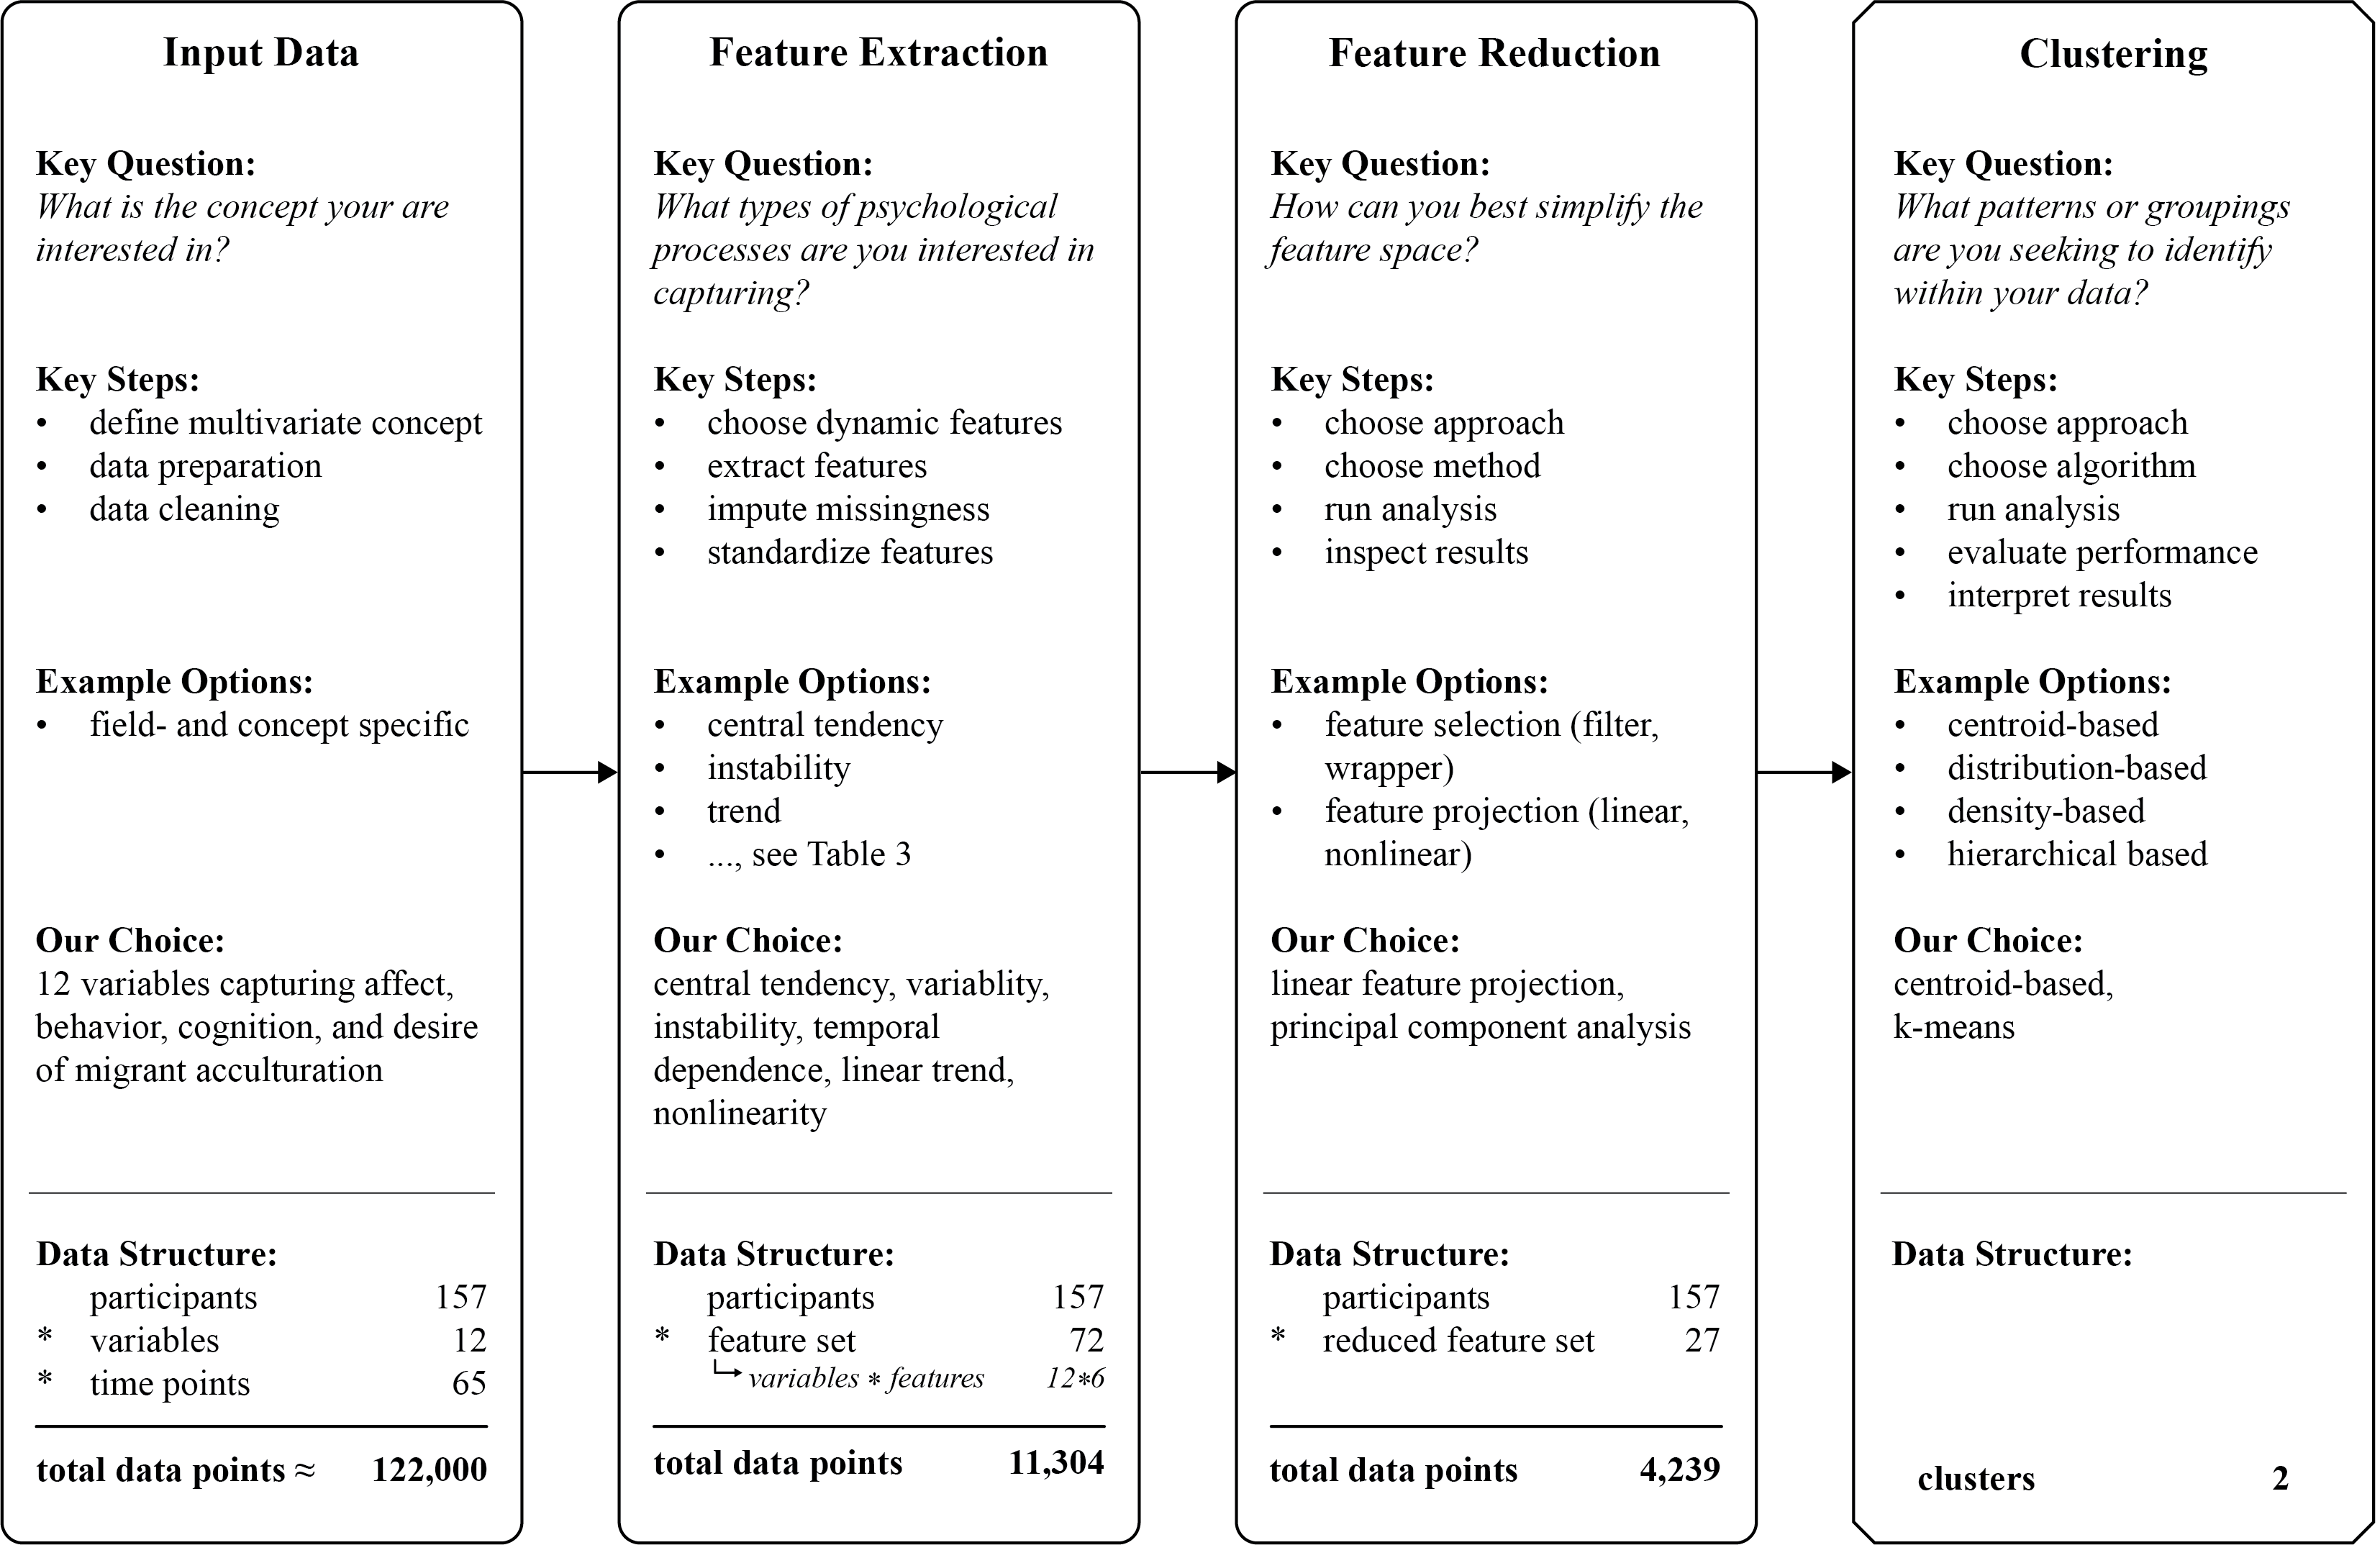 Input Data
Key Question:
What is the concept your are
interested in?
Key Steps:
• define multivariate concept
• data preparation
• data cleaning
Example Options:
• field- and concept specific
Our Choice:
12 variables capturing affect,
behavior, cognition, and desire
of migrant acculturation
Data Structure:
participants 157
* variables 12
* time points 65
total data points ≈ 122,000
Feature Extraction
Key Question:
What types of psychological
processes are you interested in
capturing?
Key Steps:
• choose dynamic features
• extract features
• impute missingness
• standardize features
Example Options:
• central tendency
• instability
• trend
• ..., see Table 3
Our Choice:
central tendency, variablity,
instability, temporal
dependence, linear trend,
nonlinearity
Data Structure:
participants 157
* feature set 72
variables * features 12*6
total data points 11,304
Feature Reduction
Key Question:
How can you best simplify the
feature space?
Key Steps:
• choose approach
• choose method
• run analysis
• inspect results
Example Options:
• feature selection (filter,
wrapper)
• feature projection (linear,
nonlinear)
Our Choice:
linear feature projection,
principal component analysis
Data Structure:
participants 157
* reduced feature set 27
total data points 4,239
Clustering
Key Question:
What patterns or groupings
are you seeking to identify
within your data?
Key Steps:
• choose approach
• choose algorithm
• run analysis
• evaluate performance
• interpret results
Example Options:
• centroid-based
• distribution-based
• density-based
• hierarchical based
Our Choice:
centroid-based,
k-means
Data Structure:
clusters 2